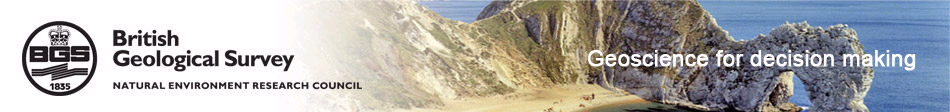 BGS
1835
British
Geological Survey
NATURAL ENVIRONMENT RESEARCH COUNCIL
Geoscience for decision making